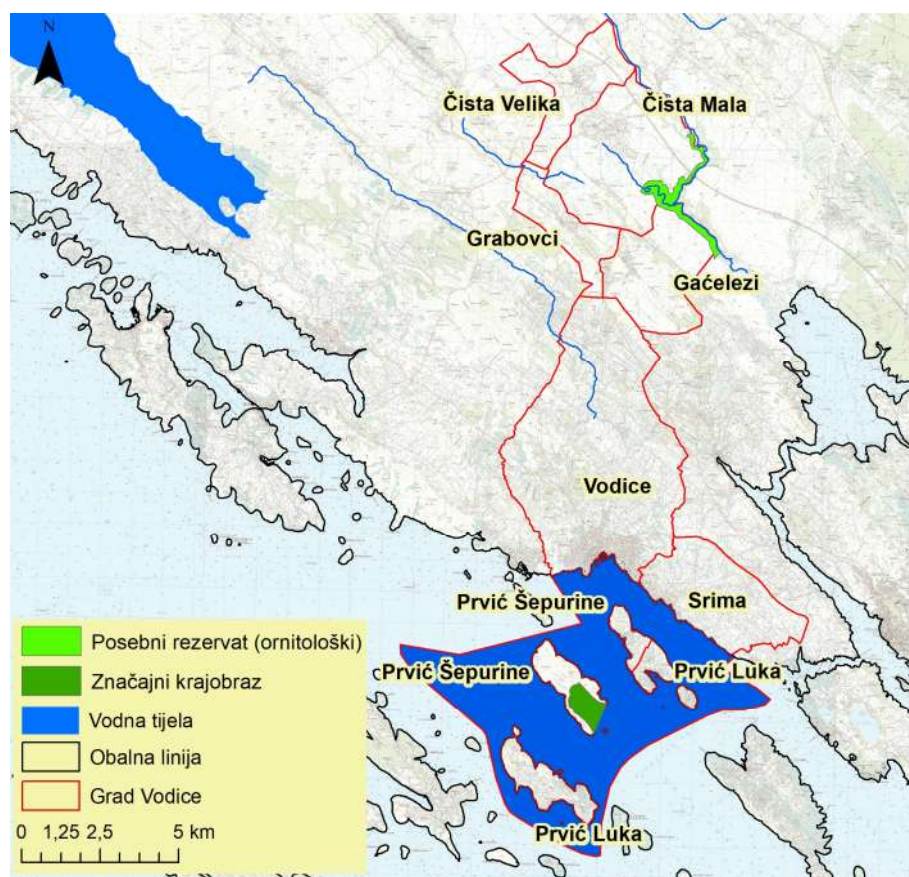 N
Čista Velika
Čista Mala
Grabovci
Gaćelezi
Vodice
Prvić Šepurine
Srima
Prvić Šepurine
Prvić Luka
Prvić Luka
Posebni rezervat (ornitološki)
Značajni krajobraz
Vodna tijela
Obalna linija
Grad Vodice
0 1,25 2,5 5 km